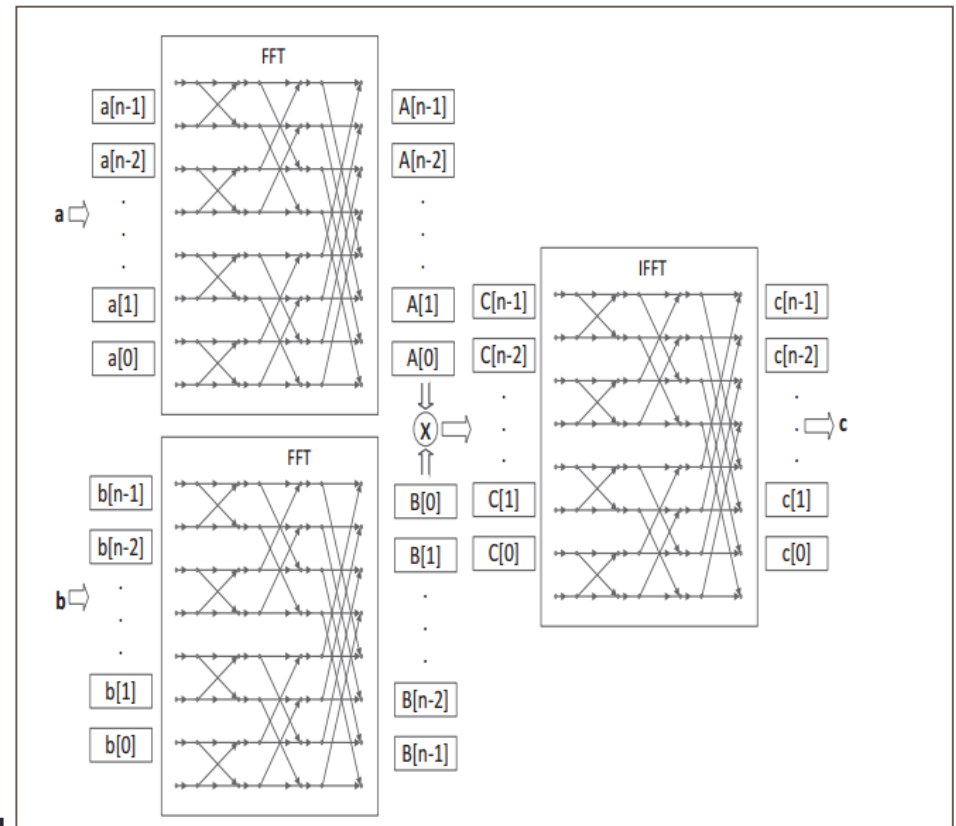 FFT
a[n-1]
a[n-2]
.
.
.
a[1]
a[0]
a
A[n-1]
A[n-2]
.
.
.
A[1]
A[0]
X
FFT
b[n-1]
b[n-2]
.
.
.
b[1]
b[0]
b
B[0]
B[1]
.
.
.
B[n-2]
B[n-1]
C[n-1]
C[n-2]
.
.
.
C[1]
C[0]
IFFT
c[n-1]
c[n-2]
.
.
.
c[1]
c[0]
c